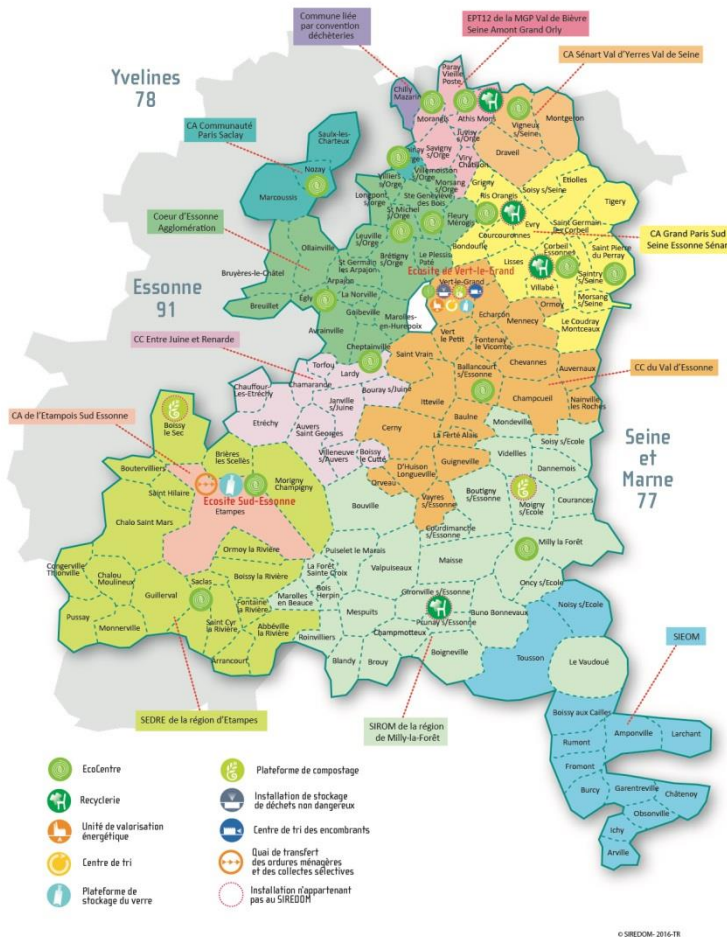 Commune liée
par convention
déchèteries
EPT12 de la MGP Val de Bièvre
Seine Amont Grand Orly
CA Sénart Val d'Yerres Val de Seine
Yvelines
78
CA Communauté
Paris Saclay
Coeur d'Essonne
Agglomération
Essonne
91
CC Entre Juine et Renarde
CA de l'Etampois Sud Essonne
CA Grand Paris Sud
Seine Essonne Sénart
CC du Val d'Essonne
Seine
et
Marne
77
SIEOM
SEDRE de la région d'Etampes
SIROM de la région
de Milly-la-Forêt
Paray
Vieille
Poste
Chilly
Mazarin
Morangis
Athis Mons
Vigneux
s/Seine
Montgeron
Juvisy
s/Orge
Savigny
s/Orge
Viry
Châtillon
Draveil
Saulx-les-
Chartreux
Nozay
Marcoussis
Villiers
s/Orge
Villemoisson
s/Orge
Longpont
s/orge
Ste Geneviève
des Bois
Morsang
s/Orge
Grigny
Ris Orangis
Soisy s/Seine
Etiolles
Tigery
St Michel
s/Orge
Fleury
Mérogis
Evry
Saint Germain
les Corbeil
Courcouronnes
Leuville
s/Orge
Brétigny
s/Orge
Bondoufle
Lisses
Corbeil
Essonnes
Saint Pierre
du Perray
Ollainville
St Germain
les Arpajon
Le Plessis
Paté
Bruyères-le-Châtel
Arpajon
Ecosite de Vert-le-Grand
Vert-le-Grand
Villabé
Saintry
s/Seine
Morsang
s/Seine
Breuillet
Égly
La Norville
Ormoy
Guibeville
Marolles-
en-Hurepoix
Echarcon
Mennecy
Le Coudray
Montceaux
Avrainville
Vert
le Petit
Fontenay
le Vicomte
Cheptainville
Saint Vrain
Ballancourt
s/Essonne
Chevannes
Auvernaux
Torfou
Lardy
Chamarande
Bouray s/Juine
Itteville
Champcueil
Nainville
les Roches
Chauffour
-Les-Etréchy
Janville
s/Juine
Baulne
Mondeville
Boissy
le Sec
Etréchy
Auvers
Saint Georges
Cerny
La Ferté Alais
Soisy s/Ecole
Videlles
Boutervilliers
Brières
les Scellés
Villeneuve
s/Auvers
Boissy
le Cutté
D'Huison
Longueville
Guigneville
Dannemois
Saint Hilaire
Morigny
Champigny
Orveau
Vayres
s/Essonne
Boutigny
s/Essonne
Moigny
s/Ecole
Courances
Ecosite Sud-Essonne
Etampes
Bouville
Chalo Saint Mars
Courdimanche
s/Essonne
Milly la Forêt
Ormoy la Rivière
Puiselet le Marais
Maisse
Congerville
Thionville
Chalou
Moulineux
Boissy la Rivière
La Forêt
Sainte Croix
Valpuiseaux
Oncy s/Ecole
Guillerval
Saclas
Fontaine
la Rivière
Marolles
en Beauce
Bois
Herpin
Gironville s/Essonne
Noisy s/Ecole
Pussay
Monnerville
Saint Cyr
la Rivière
Abbéville
la Rivière
Mespuits
Prunay s/Essonne
Buno Bonnevaux
Arrancourt
Roinvilliers
Champmotteux
Boigneville
Tousson
Le Vaudoué
Blandy
Brouy
Boissy aux Cailles
Amponville
Larchant
Rumont
Fromont
Burcy
Garentreville
Châtenoy
Obsonville
Ichy
Arville
EcoCentre
Recyclerie
Unité de valorisation
énergétique
Centre de tri
Plateforme de
stockage du verre
Plateforme de compostage
Installation de stockage
de déchets non dangereux
Centre de tri des encombrants
Quai de transfert
des ordures ménagères
et des collectes sélectives
Installation n'appartenant
pas au SIREDOM
© SIREDOM- 2016-TR